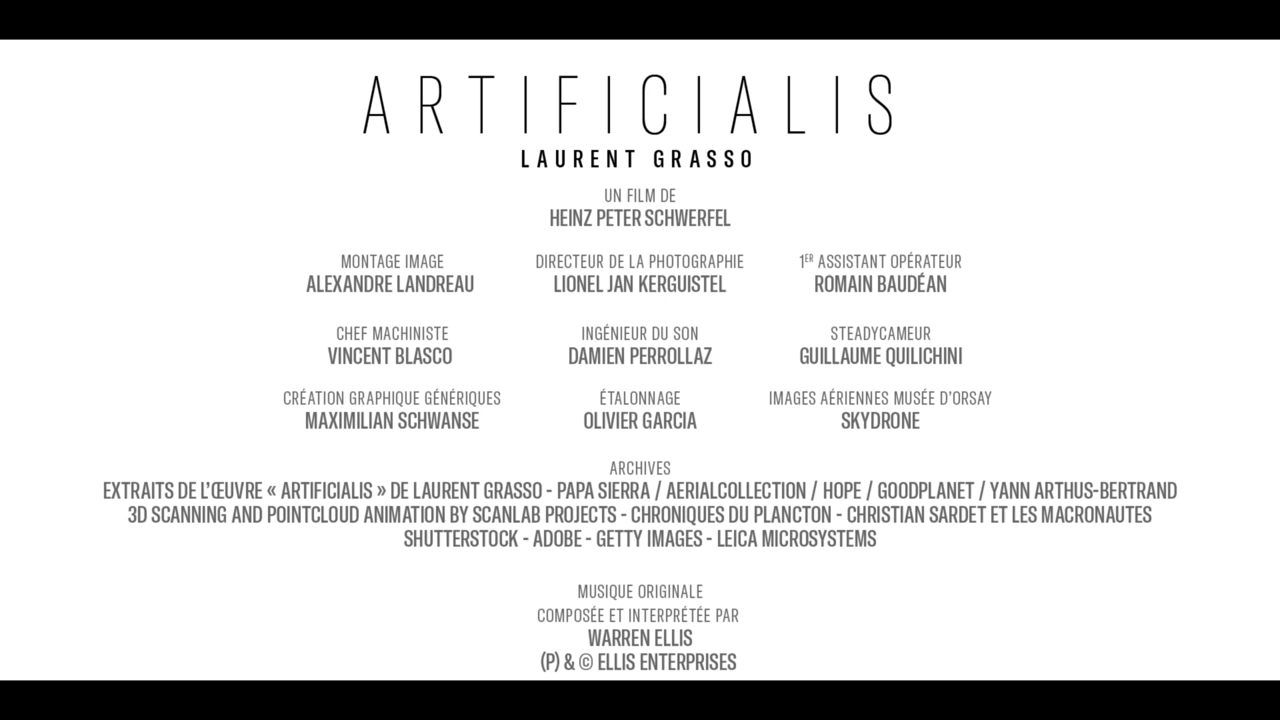 ARTIFICIALIS
LAURENT GRASSO
UN FILM DE
HEINZ PETER SCHWERFEL
MONTAGE IMAGE
ALEXANDRE LANDREAU
DIRECTEUR DE LA PHOTOGRAPHIE
LIONEL JAN KERGUISTEL
1ER ASSISTANT OPÉRATEUR
ROMAIN BAUDÉAN
CHEF MACHINISTE
VINCENT BLASCO
INGÉNIEUR DU SON
DAMIEN PERROLLAZ
STEADYCAMEUR
GUILLAUME QUILICHINI
CRÉATION GRAPHIQUE GÉNÉRIQUES
MAXIMILIAN SCHWANSE
ÉTALONNAGE
OLIVIER GARCIA
IMAGES AÉRIENNES MUSÉE D'ORSAY
SKYDRONE
ARCHIVES
EXTRAITS DE L'ŒUVRE « ARTIFICIALIS » DE LAURENT GRASSO - PAPA SIERRA / AERIALCOLLECTION / HOPE / GOODPLANET / YANN ARTHUS-BERTRAND
3D SCANNING AND POINTCLOUD ANIMATION BY SCANLAB PROJECTS - CHRONIQUES DU PLANCTON - CHRISTIAN SARDET ET LES MACRONAUTES
SHUTTERSTOCK - ADOBE - GETTY IMAGES - LEICA MICROSYSTEMS
MUSIQUE ORIGINALE
COMPOSÉE ET INTERPRÉTÉE PAR
WARREN ELLIS
(P) & © ELLIS ENTERPRISES